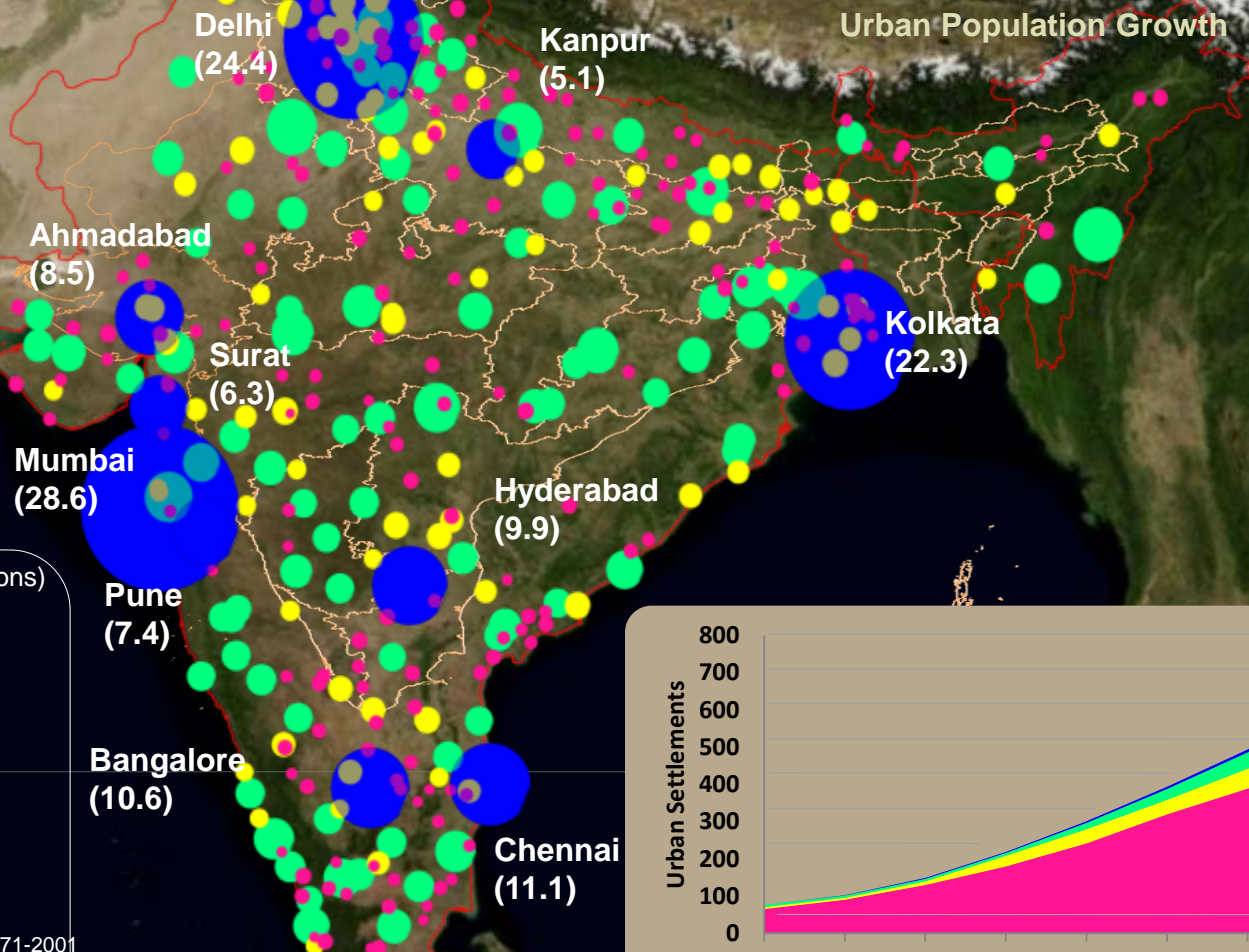 Urban Population Growth
Delhi
(24.4)
Kanpur
(5.1)
Ahmadabad
(8.5)
Surat
(6.3)
Kolkata
(22.3)
Mumbai
(28.6)
Hyderabad
(9.9)
ons)
Pune
(7.4)
Bangalore
(10.6)
Chennai
(11.1)
71-2001
Urban Settlements
800
700
600
500
400
300
200
100
0